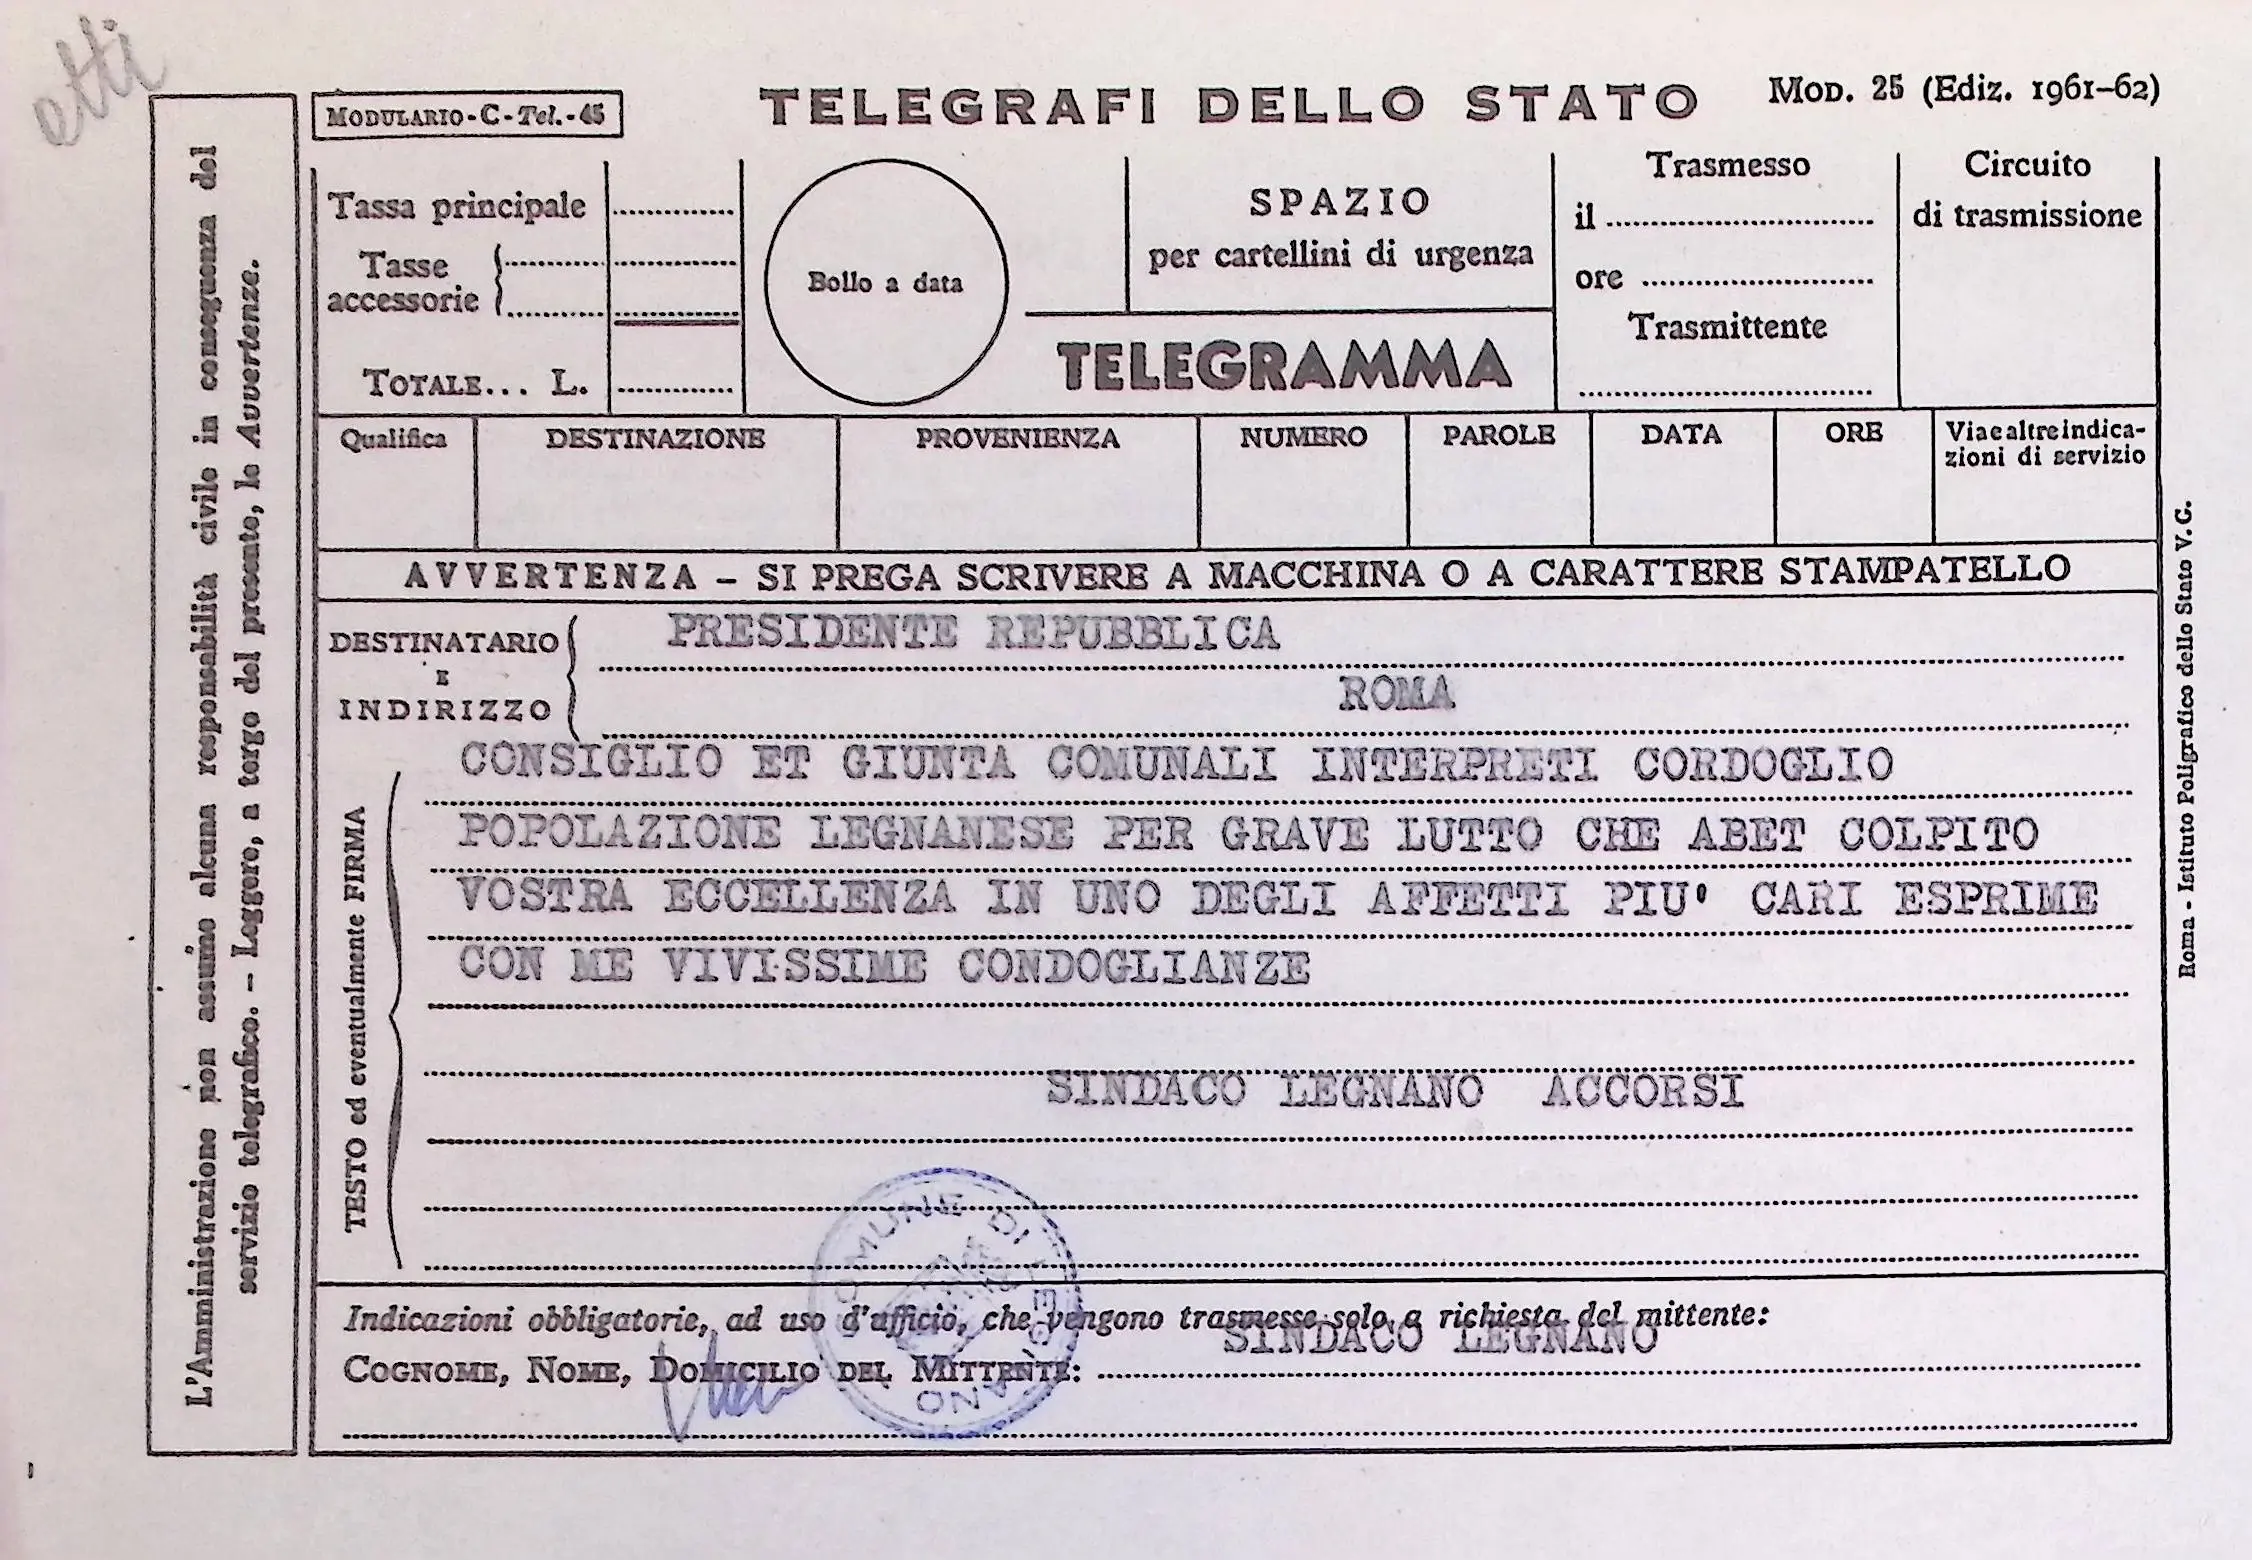 etti
MODULARIO-C-Tel.-45
TELEGRAFI DELLO STATO
MOD. 25 (Ediz. 1961-62)
Tassa principale
Tasse
accessorie
TOTALE... L.
Bollo a data
SPAZIO
per cartellini di urgenza
TELEGRAMMA
Trasmesso
il
ore
Trasmittente
Circuito
di trasmissione
Qualifica DESTINAZIONE PROVENIENZA NUMERO PAROLE DATA ORE Via e altre indica-
zioni di servizio
AVVERTENZA – SI PREGA SCRIVERE A MACCHINA O A CARATTERE STAMPATELLO
DESTINATARIO
E
INDIRIZZO
PRESIDENTE REPUBBLICA
ROMA
TESTO ed eventualmente FIRMA
CONSIGLIO ET GIUNTA COMUNALI INTERPRETI CORDOGLIO
POPOLAZIONE LEGNANESE PER GRAVE LUTTO CHE ABET COLPITO
VOSTRA ECCELLENZA IN UNO DEGLI AFFETTI PIU' CARI ESPRIME
CON ME VIVISSIME CONDOGLIANZE
SINDACO LEGNANO ACCORSI
Indicazioni obbligatorie, ad uso d'ufficio, che vengono trasmesse solo a richiesta del mittente:
SINDACO LEGNANO
COGNOME, NOME, DOMICILIO DEL MITTENTE:
COMUNE DI LEGNANO
L'Amministrazione non assume alcuna responsabilità civile in conseguenza del
servizio telegrafico. – Leggere, a tergo del presente, le Avvertenze.
Roma - Istituto Poligrafico dello Stato V.G.